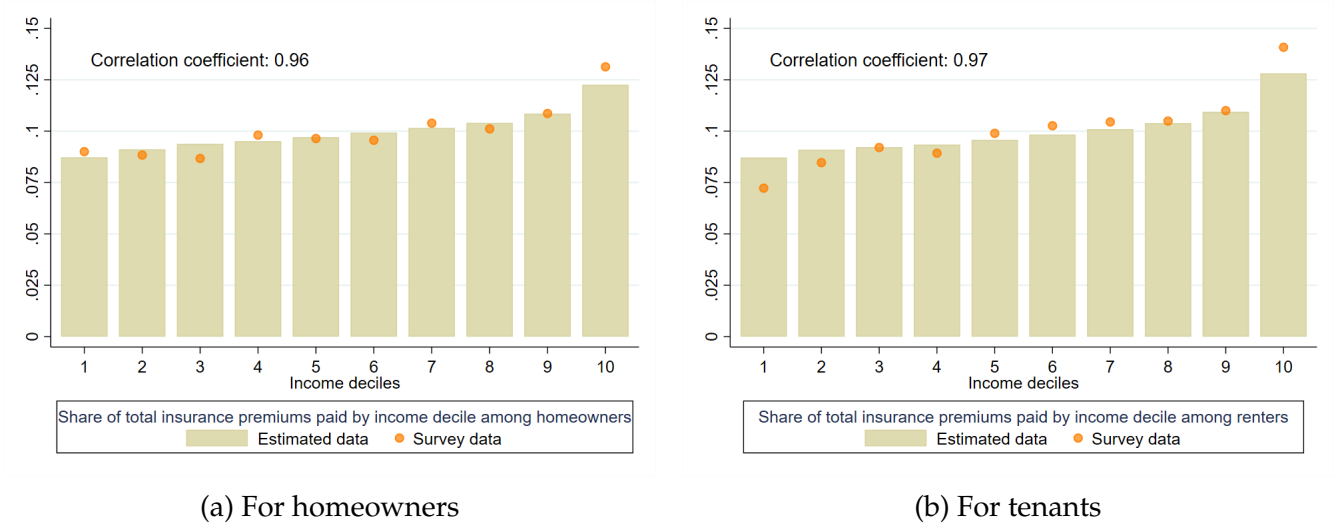 .15
.125
.1
.075
.05
.025
0
Correlation coefficient: 0.96
1 2 3 4 5 6 7 8 9 10
Income deciles
Share of total insurance premiums paid by income decile among homeowners
Estimated data Survey data
(a) For homeowners
.15
.125
.1
.075
.05
.025
0
Correlation coefficient: 0.97
1 2 3 4 5 6 7 8 9 10
Income deciles
Share of total insurance premiums paid by income decile among renters
Estimated data Survey data
(b) For tenants